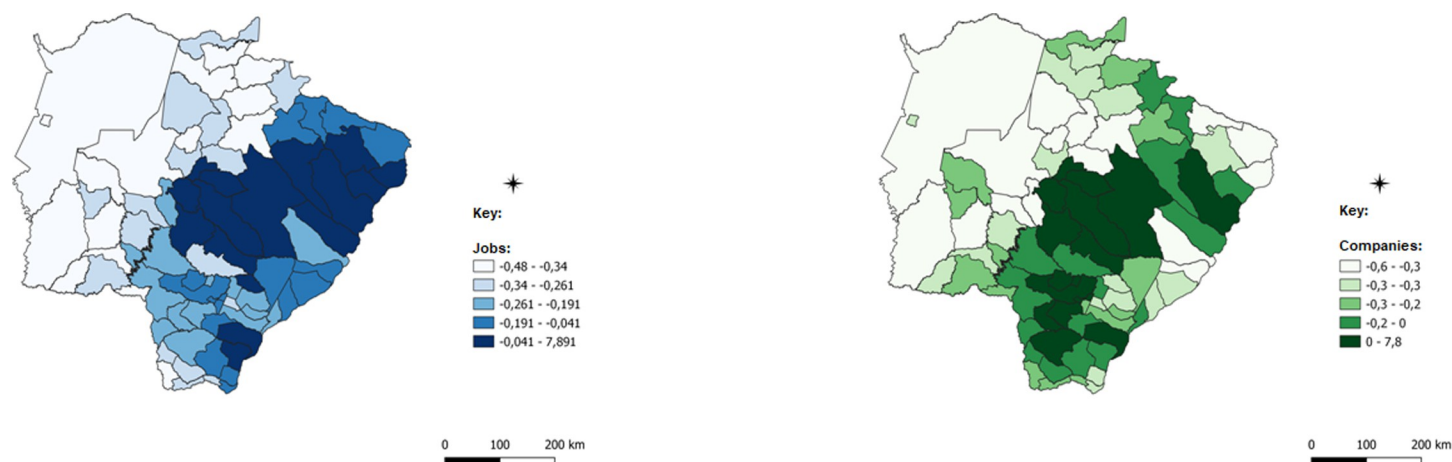 Key:
Jobs:
-0,48 - -0,34
-0,34 - -0,261
-0,261 - -0,191
-0,191 - -0,041
-0,041 - 7,891
0 100 200 km
Key:
Companies:
-0,6 - -0,3
-0,3 - -0,3
-0,3 - -0,2
-0,2 - 0
0 - 7,8
0 100 200 km